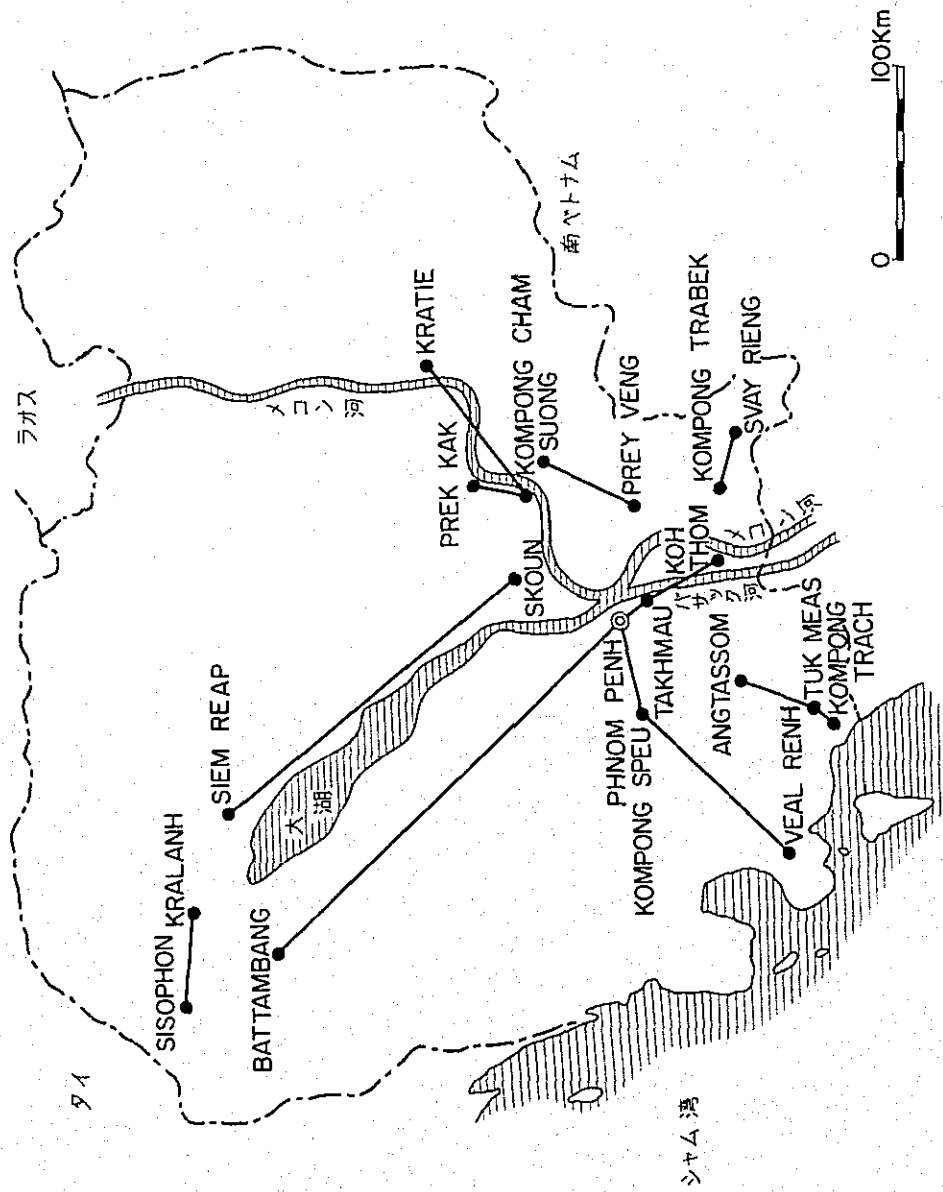 タイ
ラオス
SISOPHON
KRALANH
SIEM REAP
BATTAMBANG
大湖
メコン河
KRATIE
PREK KAK
KOMPONG CHAM
SUONG
SKOUN
南ベトナム
PREY VENG
PHNOM PENH
KOMPONG SPEU
TAKHMAU
KOH
THOM
KOMPONG TRABEK
SVAY RIENG
メコン河
バサック河
ANGTASSOM
TUK MEAS
KOMPONG
TRACH
VEAL RENH
シャム湾
0 100Km